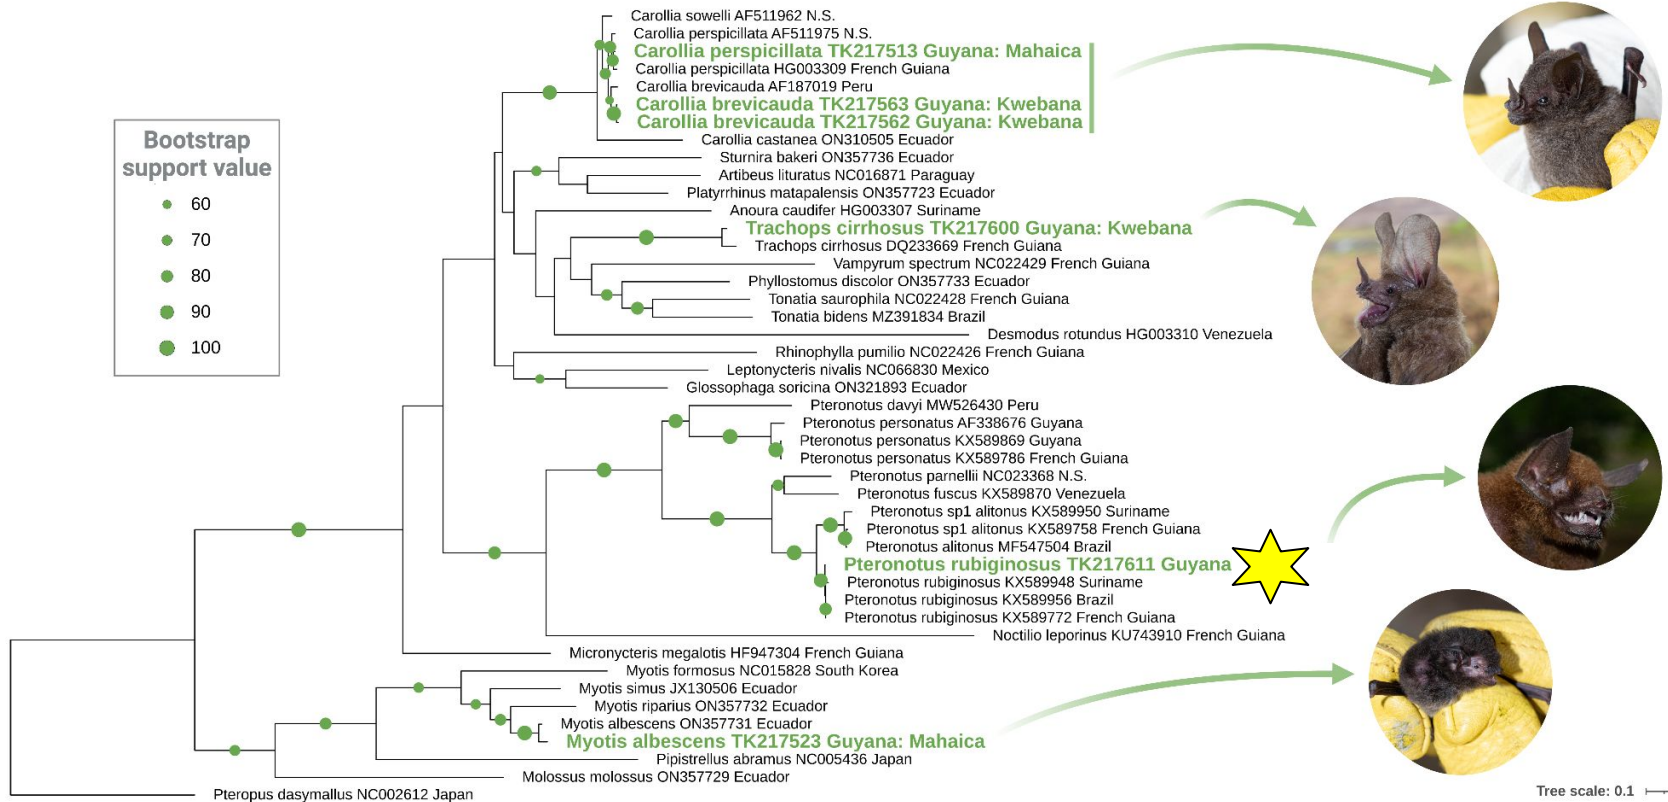 Carollia sowelli AF511962 N.S.
Carollia perspicillata AF511975 N.S.
Carollia perspicillata TK217513 Guyana: Mahaica
Carollia perspicillata HG003309 French Guiana
Carollia brevicauda AF187019 Peru
Carollia brevicauda TK217563 Guyana: Kwebana
Carollia brevicauda TK217562 Guyana: Kwebana
Carollia castanea ON310505 Ecuador
Sturnira bakeri ON357736 Ecuador
Artibeus lituratus NC016871 Paraguay
Platyrrhinus matapalensis ON357723 Ecuador
Anoura caudifer HG003307 Suriname
Trachops cirrhosus TK217600 Guyana: Kwebana
Trachops cirrhosus DQ233669 French Guiana
Vampyrum spectrum NC022429 French Guiana
Phyllostomus discolor ON357733 Ecuador
Tonatia saurophila NC022428 French Guiana
Tonatia bidens MZ391834 Brazil
Desmodus rotundus HG003310 Venezuela
Rhinophylla pumilio NC022426 French Guiana
Leptonycteris nivalis NC066830 Mexico
Glossophaga soricina ON321893 Ecuador
Pteronotus davyi MW526430 Peru
Pteronotus personatus AF338676 Guyana
Pteronotus personatus KX589869 Guyana
Pteronotus personatus KX589786 French Guiana
Pteronotus parnellii NC023368 N.S.
Pteronotus fuscus KX589870 Venezuela
Pteronotus sp1 alitonus KX589950 Suriname
Pteronotus sp1 alitonus KX589758 French Guiana
Pteronotus alitonus MF547504 Brazil
Pteronotus rubiginosus TK217611 Guyana
Pteronotus rubiginosus KX589948 Suriname
Pteronotus rubiginosus KX589956 Brazil
Pteronotus rubiginosus KX589772 French Guiana
Noctilio leporinus KU743910 French Guiana
Micronycteris megalotis HF947304 French Guiana
Myotis formosus NC015828 South Korea
Myotis simus JX130506 Ecuador
Myotis riparius ON357732 Ecuador
Myotis albescens ON357731 Ecuador
Myotis albescens TK217523 Guyana: Mahaica
Pipistrellus abramus NC005436 Japan
Molossus molossus ON357729 Ecuador
Pteropus dasymallus NC002612 Japan
Bootstrap
support value
60
70
80
90
100
Tree scale: 0.1